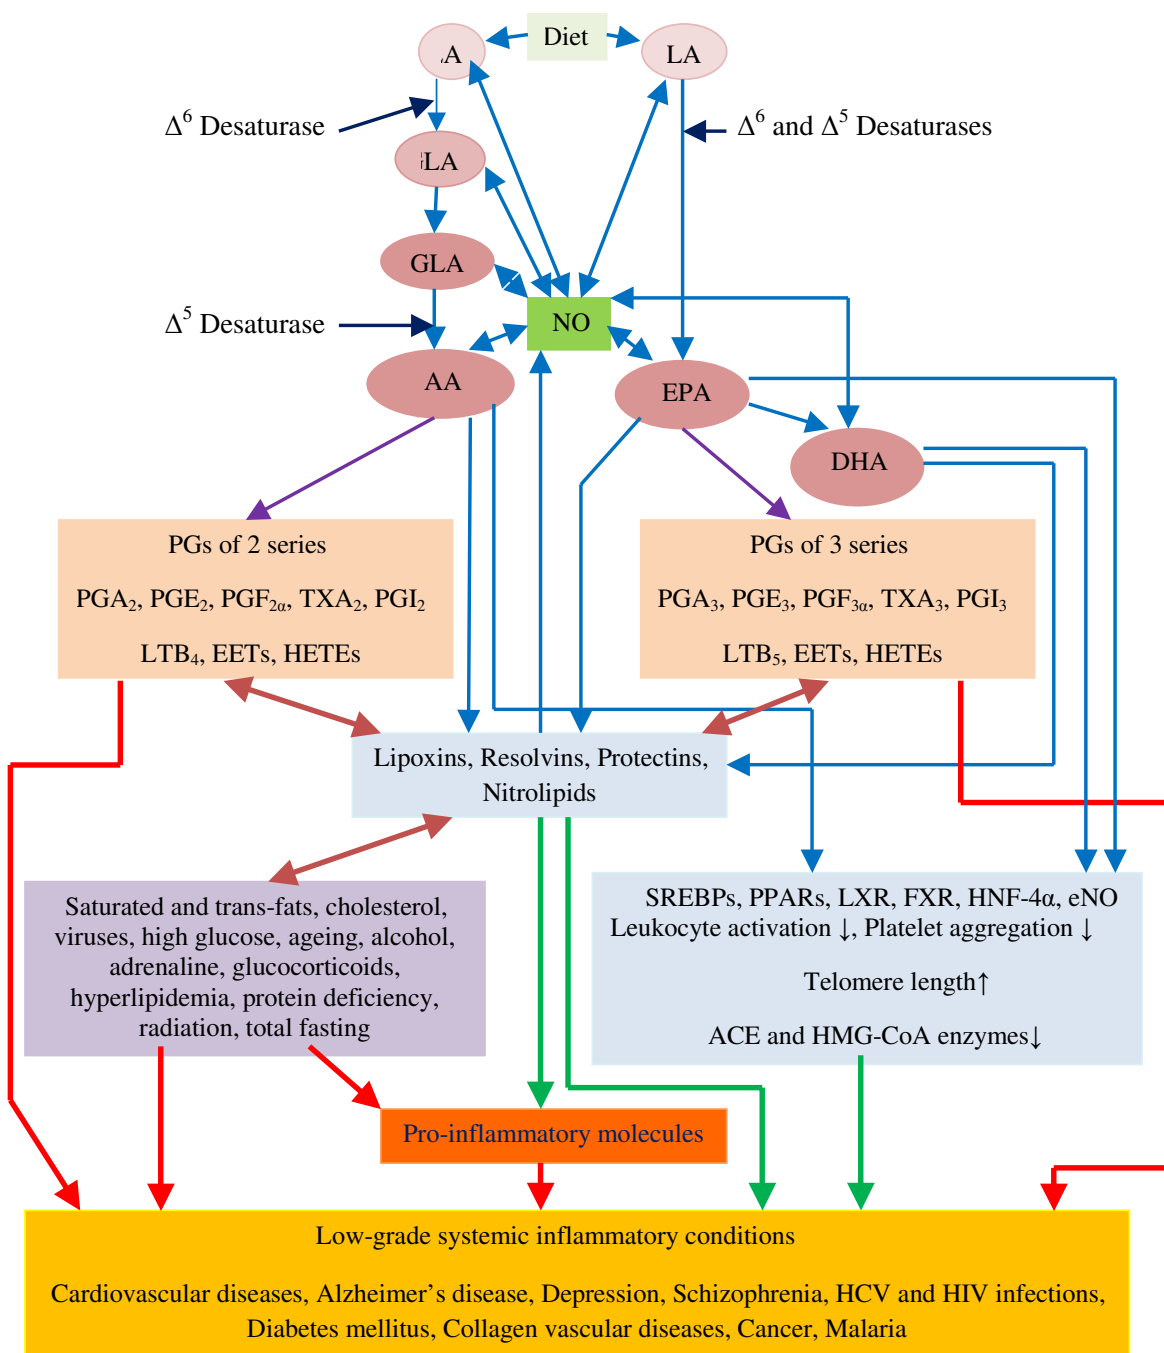 Diet
LA
Δ⁶ Desaturase
Δ⁶ and Δ⁵ Desaturases
LA
GLA
NO
Δ⁵ Desaturase
AA
EPA
DHA
PGs of 2 series
PGA₂, PGE₂, PGF₂α, TXA₂, PGI₂
LTB₄, EETs, HETEs
PGs of 3 series
PGA₃, PGE₃, PGF₃α, TXA₃, PGI₃
LTB₅, EETs, HETEs
Lipoxins, Resolvins, Protectins,
Nitrolipids
Saturated and trans-fats, cholesterol,
viruses, high glucose, ageing, alcohol,
adrenaline, glucocorticoids,
hyperlipidemia, protein deficiency,
radiation, total fasting
SREBPs, PPARs, LXR, FXR, HNF-4α, eNO
Leukocyte activation ↓, Platelet aggregation ↓
Telomere length↑
ACE and HMG-CoA enzymes↓
Pro-inflammatory molecules
Low-grade systemic inflammatory conditions
Cardiovascular diseases, Alzheimer’s disease, Depression, Schizophrenia, HCV and HIV infections,
Diabetes mellitus, Collagen vascular diseases, Cancer, Malaria